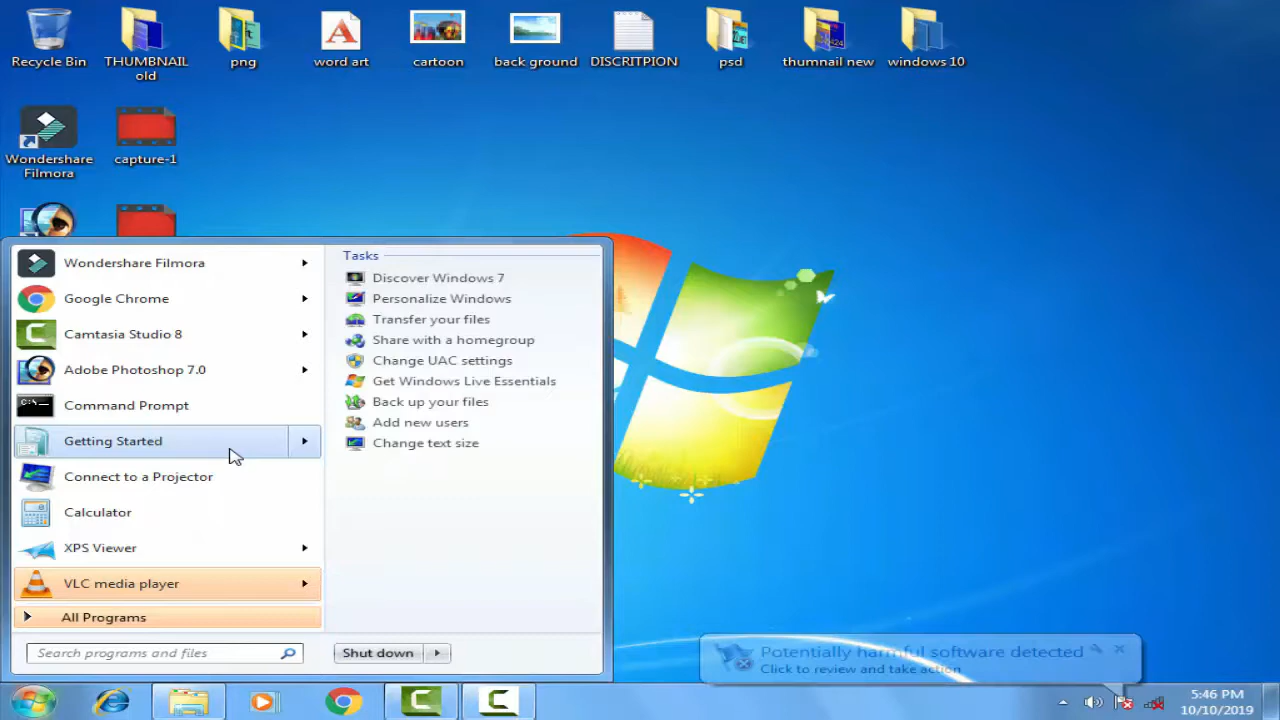 Recycle Bin
THUMBNAIL
old
png
word art
cartoon
back ground
DISCRITPION
psd
thumbnail new
windows 10
Wondershare
Filmora
capture-1
Wondershare Filmora
Google Chrome
Camtasia Studio 8
Adobe Photoshop 7.0
Command Prompt
Getting Started
Connect to a Projector
Calculator
XPS Viewer
VLC media player
All Programs
Search programs and files
Tasks
Discover Windows 7
Personalize Windows
Transfer your files
Share with a homegroup
Change UAC settings
Get Windows Live Essentials
Back up your files
Add new users
Change text size
Shut down
Potentially harmful software detected
Click to review and take action
5:46 PM
10/10/2019